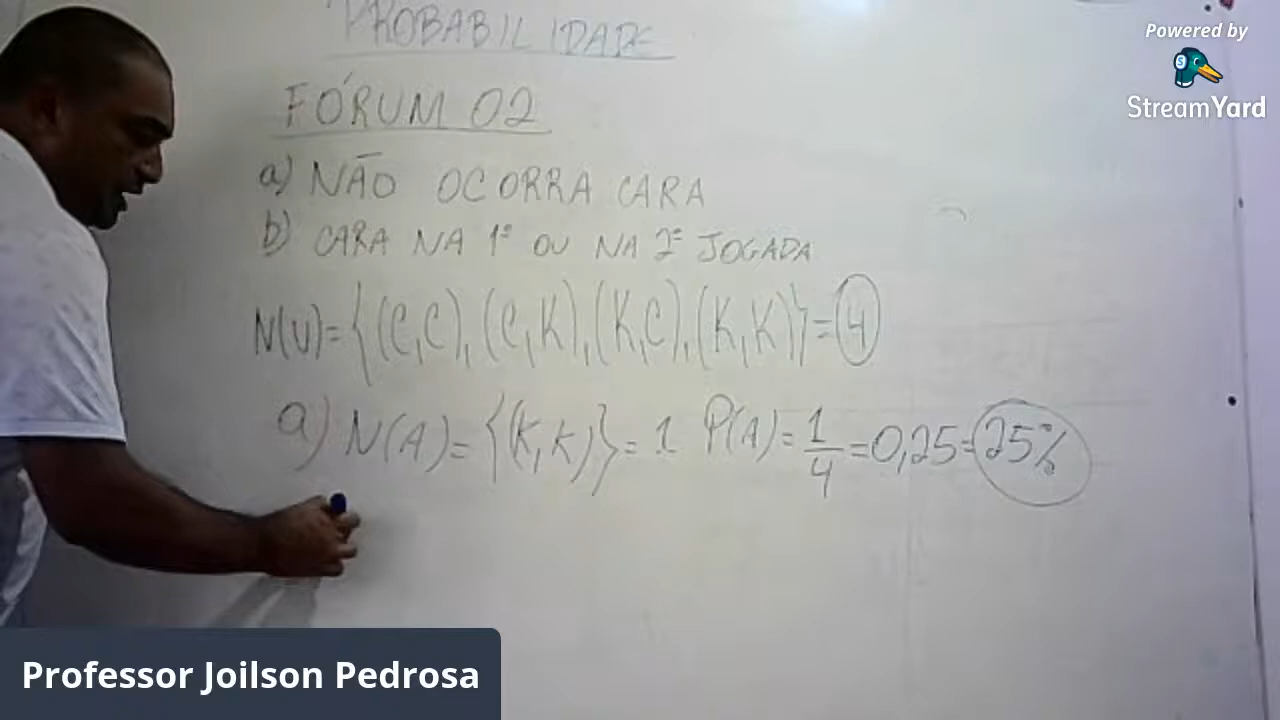 PROBABILIDADE
Powered by
StreamYard
FÓRUM 02
a) NÃO OCORRA CARA
b) CARA NA 1ª OU NA 2ª JOGADA
N(U)={(C,C),(C,K),(K,C),(K,K)}=4
a) N(A)={(K,K)}=1 P(A)=1/4=0,25=25%
Professor Joilson Pedrosa